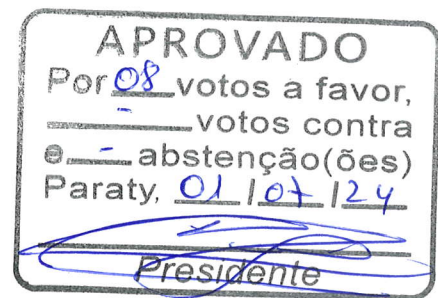 APROVADO
Por 08 votos a favor,
- votos contra
e - abstenção(ões)
Paraty, 01 / 07 / 24
Presidente